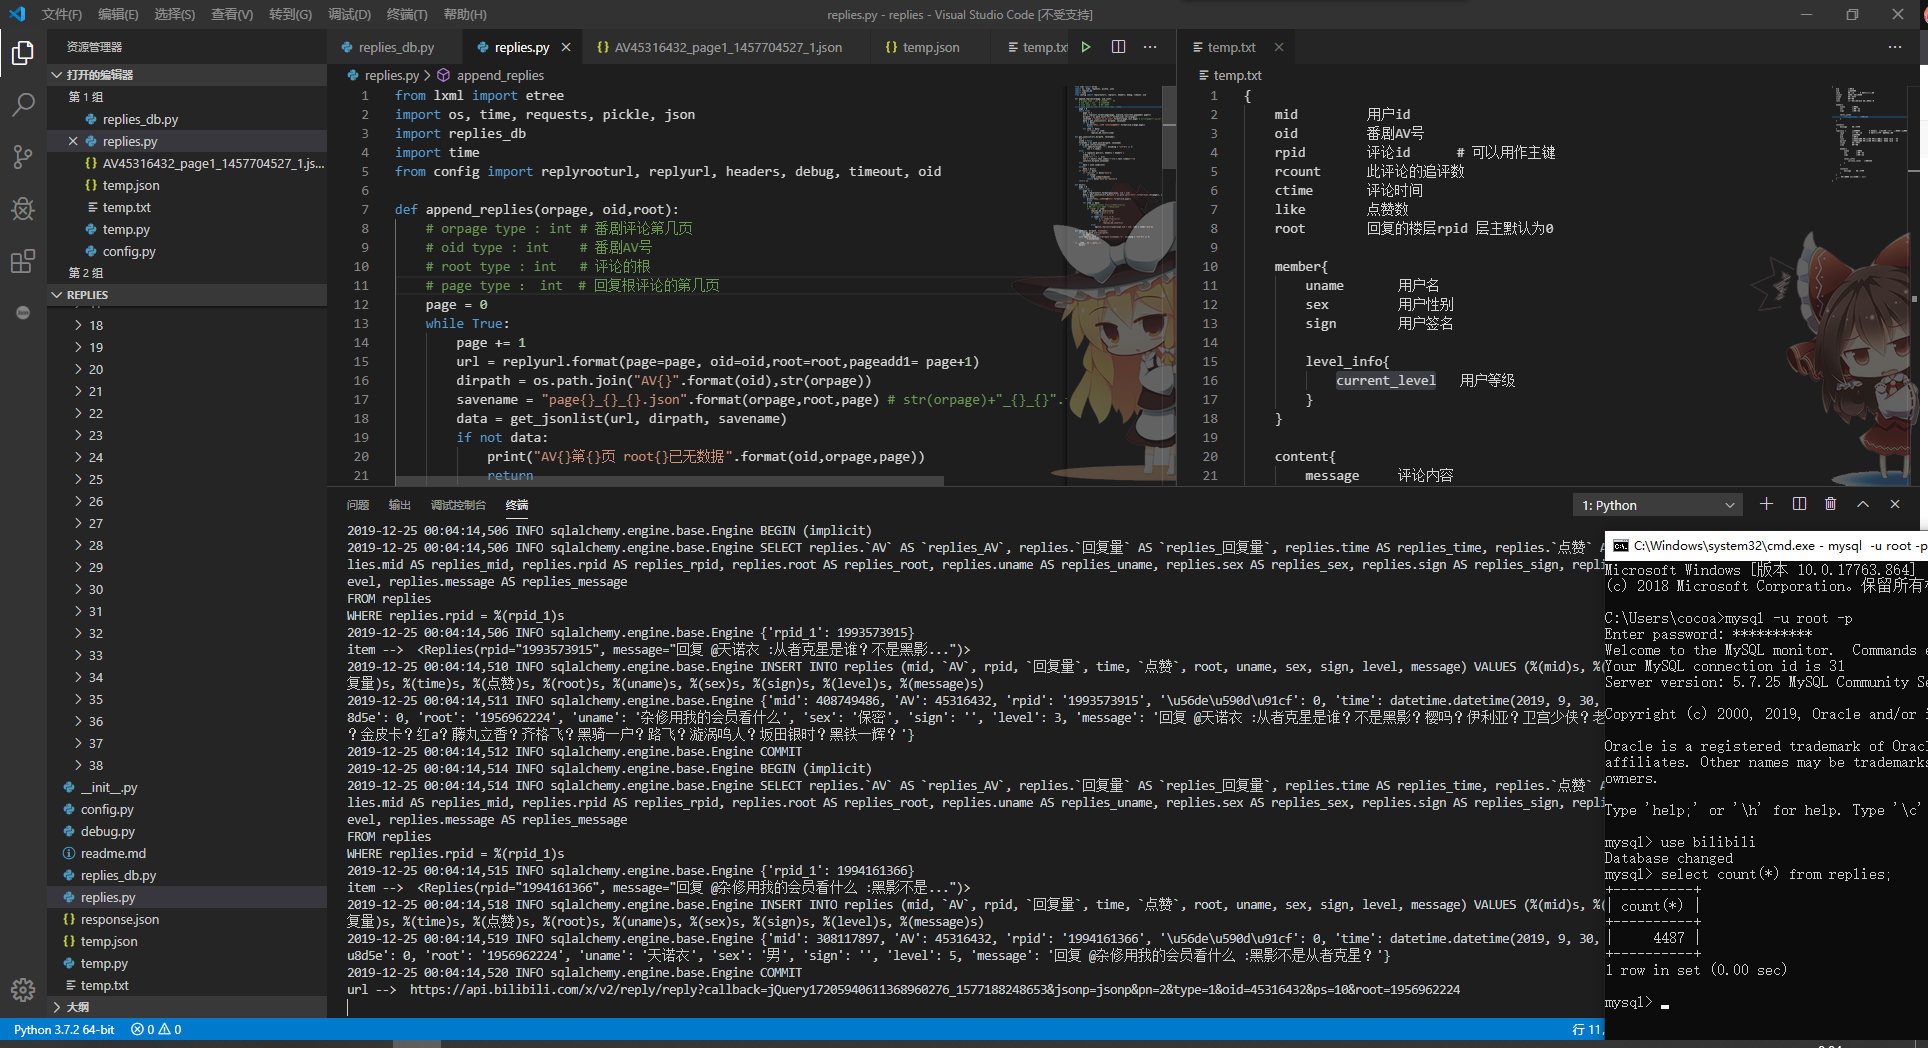 文件(F) 编辑(E) 选择(S) 查看(V) 转到(G) 调试(D) 终端(T) 帮助(H)
replies.py - replies - Visual Studio Code [不受支持]
资源管理器
打开的编辑器
第 1 组
replies_db.py
replies.py
AV45316432_page1_1457704527_1.js...
temp.json
temp.txt
temp.py
config.py
第 2 组
REPLIES
18
19
20
21
22
23
24
25
26
27
28
29
30
31
32
33
34
35
36
37
38
__init__.py
config.py
debug.py
readme.md
replies_db.py
replies.py
response.json
temp.json
temp.py
temp.txt
大纲
replies_db.py replies.py AV45316432_page1_1457704527_1.json temp.json temp.txt
replies.py > append_replies
1 from lxml import etree
2 import os, time, requests, pickle, json
3 import replies_db
4 import time
5 from config import replyrooturl, replyurl, headers, debug, timeout, oid
6
7 def append_replies(orpage, oid,root):
8 # orpage type : int # 番剧评论第几页
9 # oid type : int # 番剧AV号
10 # root type : int # 评论的根
11 # page type : int # 回复根评论的第几页
12 page = 0
13 while True:
14 page += 1
15 url = replyurl.format(page=page, oid=oid,root=root,pageadd1= page+1)
16 dirpath = os.path.join("AV{}".format(oid),str(orpage))
17 savename = "page{}_{}_{}.json".format(orpage,root,page) # str(orpage)+"_{}_{}".
18 data = get_jsonlist(url, dirpath, savename)
19 if not data:
20 print("AV{}第{}页 root{}已无数据".format(oid,orpage,page))
21 return
temp.txt
temp.txt
1 {
2 mid 用户id
3 oid 番剧AV号
4 rpid 评论id # 可以用作主键
5 rcount 此评论的追评数
6 ctime 评论时间
7 like 点赞数
8 root 回复的楼层rpid 层主默认为0
9
10 member{
11 uname 用户名
12 sex 用户性别
13 sign 用户签名
14
15 level_info{
16 current_level 用户等级
17 }
18 }
19
20 content{
21 message 评论内容
问题 输出 调试控制台 终端
1: Python
2019-12-25 00:04:14,506 INFO sqlalchemy.engine.base.Engine BEGIN (implicit)
2019-12-25 00:04:14,506 INFO sqlalchemy.engine.base.Engine SELECT replies.`AV` AS `replies_AV`, replies.`回复量` AS `replies_回复量`, replies.time AS replies_time, replies.`点赞` A
lies.mid AS replies_mid, replies.rpid AS replies_rpid, replies.root AS replies_root, replies.uname AS replies_uname, replies.sex AS replies_sex, replies.sign AS replies_sign, repli
evel, replies.message AS replies_message
FROM replies
WHERE replies.rpid = %(rpid_1)s
2019-12-25 00:04:14,506 INFO sqlalchemy.engine.base.Engine {'rpid_1': 1993573915}
item --> <Replies(rpid="1993573915", message="回复 @天诺衣 :从者克星是谁？不是黑影...")>
2019-12-25 00:04:14,510 INFO sqlalchemy.engine.base.Engine INSERT INTO replies (mid, `AV`, rpid, `回复量`, time, `点赞`, root, uname, sex, sign, level, message) VALUES (%(mid)s, %(
复量)s, %(time)s, %(点赞)s, %(root)s, %(uname)s, %(sex)s, %(sign)s, %(level)s, %(message)s)
2019-12-25 00:04:14,511 INFO sqlalchemy.engine.base.Engine {'mid': 408749486, 'AV': 45316432, 'rpid': '1993573915', '\u56de\u590d\u91cf': 0, 'time': datetime.datetime(2019, 9, 30,
8d5e': 0, 'root': '1956962224', 'uname': '杂修用我的会员看什么', 'sex': '保密', 'sign': '', 'level': 3, 'message': '回复 @天诺衣 :从者克星是谁？不是黑影？樱吗？伊利亚？卫宫少侠？老
？金皮卡？红a？藤丸立香？齐格飞？黑骑一户？路飞？漩涡鸣人？坂田银时？黑铁一辉？'}
2019-12-25 00:04:14,512 INFO sqlalchemy.engine.base.Engine COMMIT
2019-12-25 00:04:14,514 INFO sqlalchemy.engine.base.Engine BEGIN (implicit)
2019-12-25 00:04:14,514 INFO sqlalchemy.engine.base.Engine SELECT replies.`AV` AS `replies_AV`, replies.`回复量` AS `replies_回复量`, replies.time AS replies_time, replies.`点赞` A
lies.mid AS replies_mid, replies.rpid AS replies_rpid, replies.root AS replies_root, replies.uname AS replies_uname, replies.sex AS replies_sex, replies.sign AS replies_sign, repli
evel, replies.message AS replies_message
FROM replies
WHERE replies.rpid = %(rpid_1)s
2019-12-25 00:04:14,515 INFO sqlalchemy.engine.base.Engine {'rpid_1': 1994161366}
item --> <Replies(rpid="1994161366", message="回复 @杂修用我的会员看什么 :黑影不是...")>
2019-12-25 00:04:14,518 INFO sqlalchemy.engine.base.Engine INSERT INTO replies (mid, `AV`, rpid, `回复量`, time, `点赞`, root, uname, sex, sign, level, message) VALUES (%(mid)s, %(
复量)s, %(time)s, %(点赞)s, %(root)s, %(uname)s, %(sex)s, %(sign)s, %(level)s, %(message)s)
2019-12-25 00:04:14,519 INFO sqlalchemy.engine.base.Engine {'mid': 308117897, 'AV': 45316432, 'rpid': '1994161366', '\u56de\u590d\u91cf': 0, 'time': datetime.datetime(2019, 9, 30,
u8d5e': 0, 'root': '1956962224', 'uname': '天诺衣', 'sex': '男', 'sign': '', 'level': 5, 'message': '回复 @杂修用我的会员看什么 :黑影不是从者克星？'}
2019-12-25 00:04:14,520 INFO sqlalchemy.engine.base.Engine COMMIT
url --> https://api.bilibili.com/x/v2/reply/reply?callback=jQuery17205940611368960276_1577188248653&jsonp=jsonp&pn=2&type=1&oid=45316432&ps=10&root=1956962224
C:\Windows\system32\cmd.exe - mysql -u root -p
Microsoft Windows [版本 10.0.17763.864]
(c) 2018 Microsoft Corporation。保留所有
C:\Users\cocoa>mysql -u root -p
Enter password: **********
Welcome to the MySQL monitor. Commands e
Your MySQL connection id is 31
Server version: 5.7.25 MySQL Community Se
Copyright (c) 2000, 2019, Oracle and/or i
Oracle is a registered trademark of Orac
affiliates. Other names may be trademarks
owners.
Type 'help;' or '\h' for help. Type '\c'
mysql> use bilibili
Database changed
mysql> select count(*) from replies;
+----------+
| count(*) |
+----------+
| 4487 |
+----------+
1 row in set (0.00 sec)
mysql>
Python 3.7.2 64-bit 0 0
行 11,